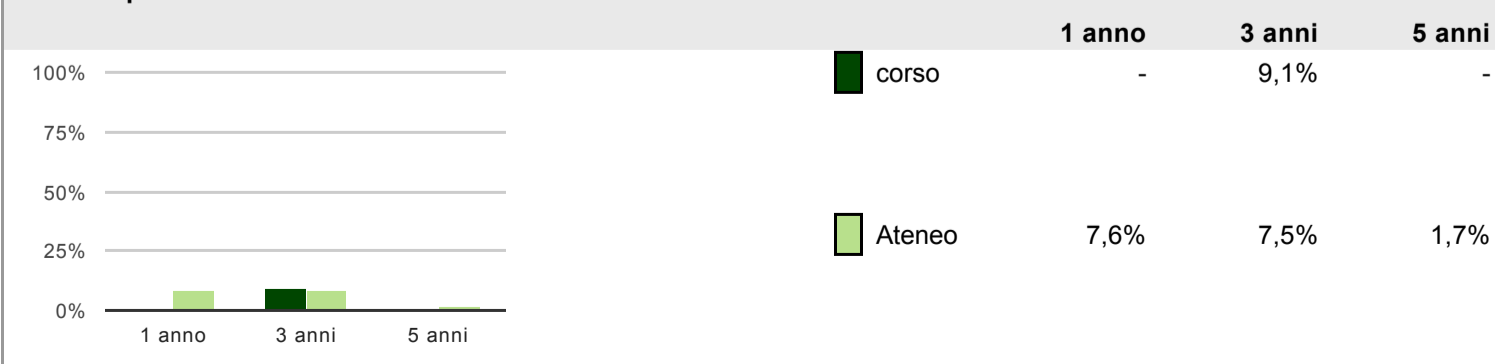 1 anno 3 anni 5 anni
100%
75%
50%
25%
0%
1 anno 3 anni 5 anni
corso - 9,1% -
Ateneo 7,6% 7,5% 1,7%